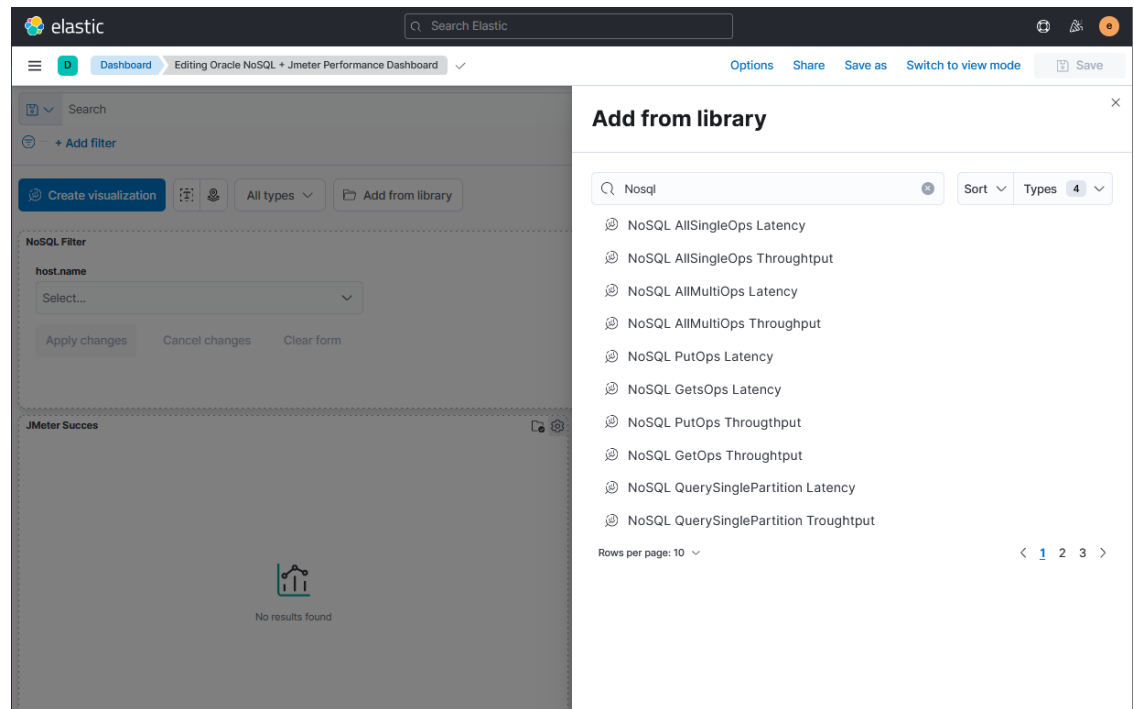 elastic
Search Elastic
e
D
Dashboard
Editing Oracle NoSQL + Jmeter Performance Dashboard
Options
Share
Save as
Switch to view mode
Save
Search
+ Add filter
Create visualization
All types
Add from library
NoSQL Filter
host.name
Select...
Apply changes
Cancel changes
Clear form
JMeter Succes
No results found
Add from library
Nosql
Sort
Types 4
NoSQL AllSingleOps Latency
NoSQL AllSingleOps Throughtput
NoSQL AllMultiOps Latency
NoSQL AllMultiOps Throughput
NoSQL PutOps Latency
NoSQL GetsOps Latency
NoSQL PutOps Througthput
NoSQL GetOps Throughtput
NoSQL QuerySinglePartition Latency
NoSQL QuerySinglePartition Troughtput
Rows per page: 10
1 2 3